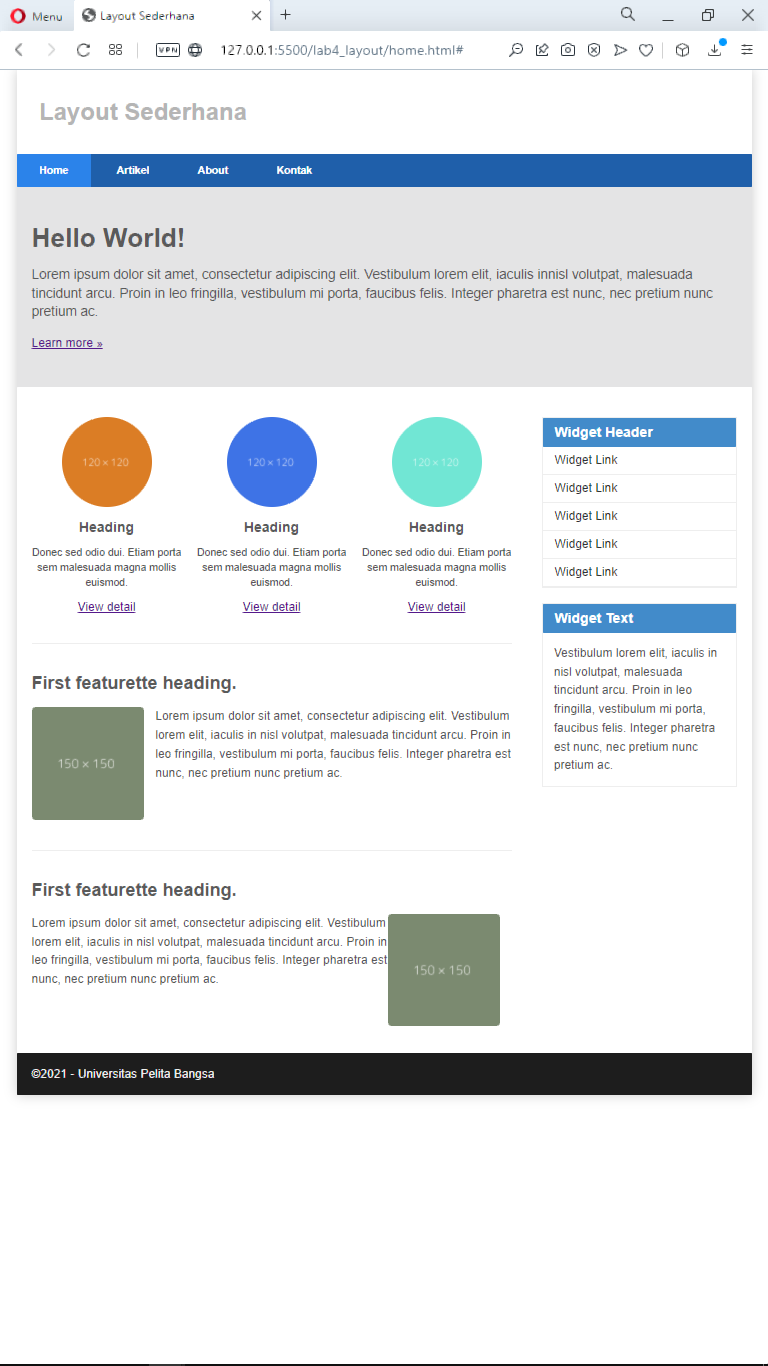 Menu
Layout Sederhana
VPN
127.0.0.1:5500/lab4_layout/home.html#
Layout Sederhana
Home Artikel About Kontak
Hello World!
Lorem ipsum dolor sit amet, consectetur adipiscing elit. Vestibulum lorem elit, iaculis innisl volutpat, malesuada
tincidunt arcu. Proin in leo fringilla, vestibulum mi porta, faucibus felis. Integer pharetra est nunc, nec pretium nunc
pretium ac.
Learn more »
120 × 120
Heading
Donec sed odio dui. Etiam porta
sem malesuada magna mollis
euismod.
View detail
120 × 120
Heading
Donec sed odio dui. Etiam porta
sem malesuada magna mollis
euismod.
View detail
120 × 120
Heading
Donec sed odio dui. Etiam porta
sem malesuada magna mollis
euismod.
View detail
First featurette heading.
150 × 150
Lorem ipsum dolor sit amet, consectetur adipiscing elit. Vestibulum
lorem elit, iaculis in nisl volutpat, malesuada tincidunt arcu. Proin in
leo fringilla, vestibulum mi porta, faucibus felis. Integer pharetra est
nunc, nec pretium nunc pretium ac.
First featurette heading.
Lorem ipsum dolor sit amet, consectetur adipiscing elit. Vestibulum
lorem elit, iaculis in nisl volutpat, malesuada tincidunt arcu. Proin in
leo fringilla, vestibulum mi porta, faucibus felis. Integer pharetra est
nunc, nec pretium nunc pretium ac.
150 × 150
Widget Header
Widget Link
Widget Link
Widget Link
Widget Link
Widget Link
Widget Text
Vestibulum lorem elit, iaculis in
nisl volutpat, malesuada
tincidunt arcu. Proin in leo
fringilla, vestibulum mi porta,
faucibus felis. Integer pharetra
est nunc, nec pretium nunc
pretium ac.
©2021 - Universitas Pelita Bangsa